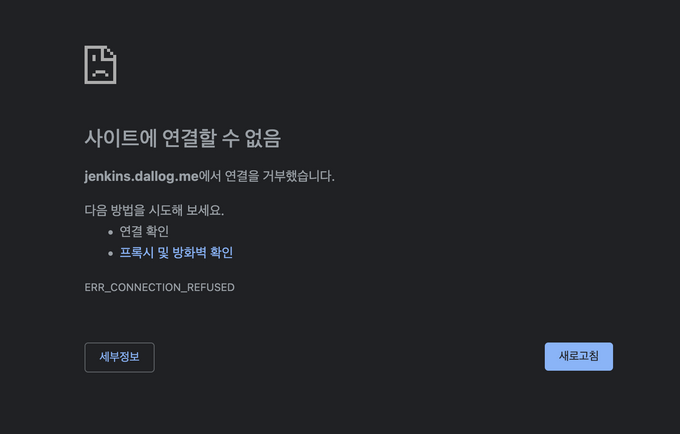 사이트에 연결할 수 없음
jenkins.dallog.me에서 연결을 거부했습니다.
다음 방법을 시도해 보세요.
• 연결 확인
• 프록시 및 방화벽 확인
ERR_CONNECTION_REFUSED
세부정보
새로고침